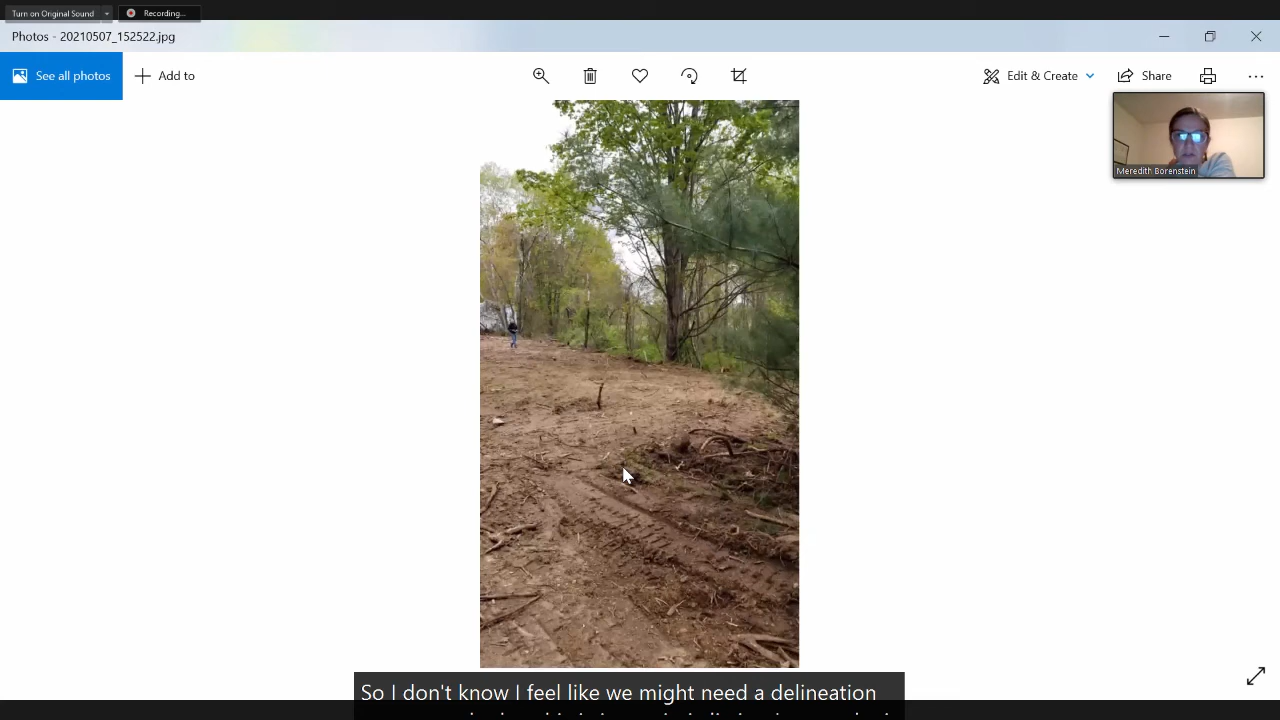 Turn on Original Sound
Recording...
Photos - 20210507_152522.jpg
See all photos
Add to
Edit & Create
Share
Meredith Borenstein
So I don't know I feel like we might need a delineation